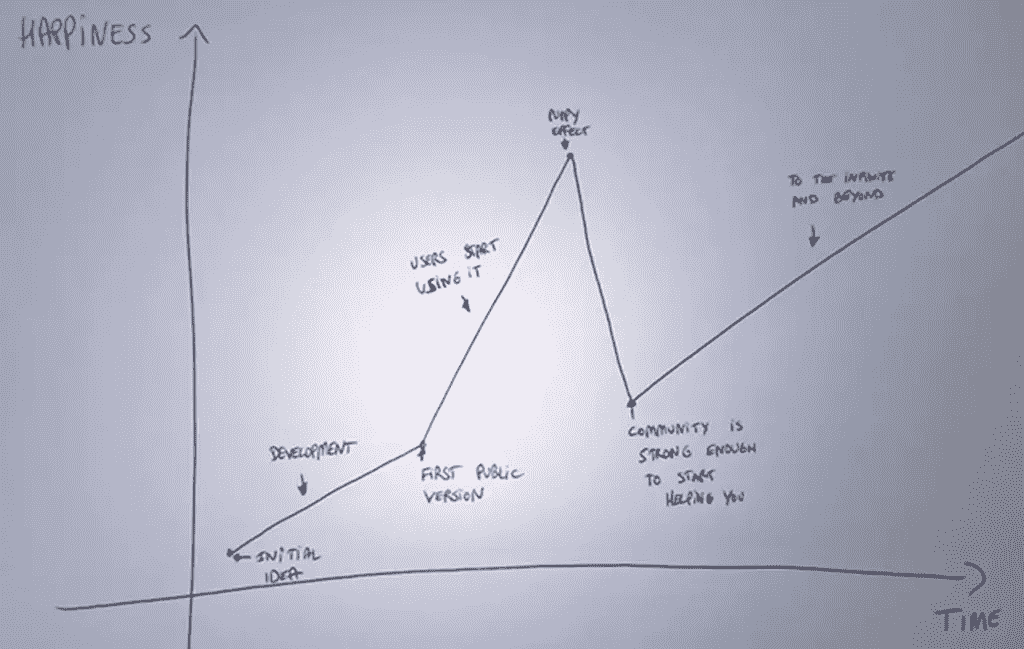 HAPPINESS
PUPPY
EFFECT
TO THE INFINITE
AND BEYOND
USERS START
USING IT
COMMUNITY IS
STRONG ENOUGH
TO START
HELPING YOU
DEVELOPMENT
FIRST PUBLIC
VERSION
INITIAL
IDEA
TIME